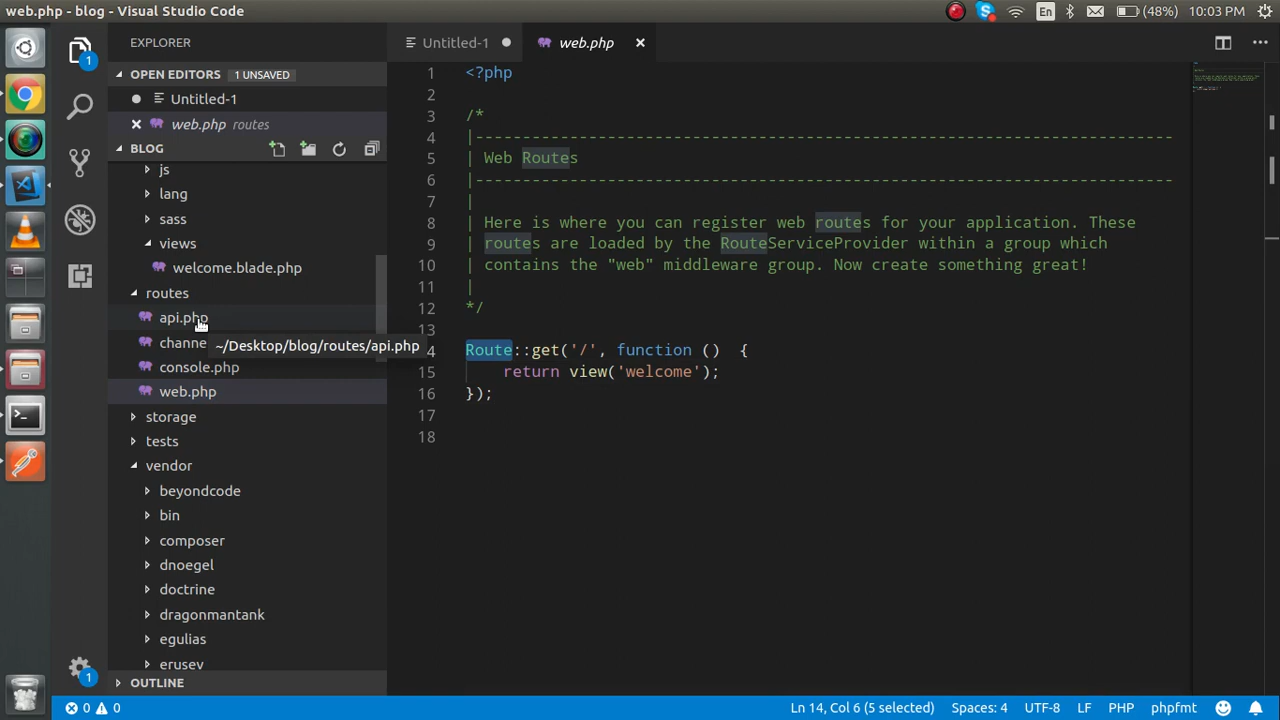 web.php - blog - Visual Studio Code
En
(48%)
10:03 PM
EXPLORER
1
OPEN EDITORS 1 UNSAVED
Untitled-1
web.php routes
BLOG
js
lang
sass
views
welcome.blade.php
routes
api.php
channe
~/Desktop/blog/routes/api.php
console.php
web.php
storage
tests
vendor
beyondcode
bin
composer
dnoegel
doctrine
dragonmantank
egulias
erusev
OUTLINE
1
Untitled-1
web.php
1 <?php
2
3 /*
4 |--------------------------------------------------------------------------
5 | Web Routes
6 |--------------------------------------------------------------------------
7 |
8 | Here is where you can register web routes for your application. These
9 | routes are loaded by the RouteServiceProvider within a group which
10 | contains the "web" middleware group. Now create something great!
11 |
12 */
13
4 Route::get('/', function () {
15 return view('welcome');
16 });
17
18
0 0
Ln 14, Col 6 (5 selected)
Spaces: 4
UTF-8
LF
PHP
phpfmt